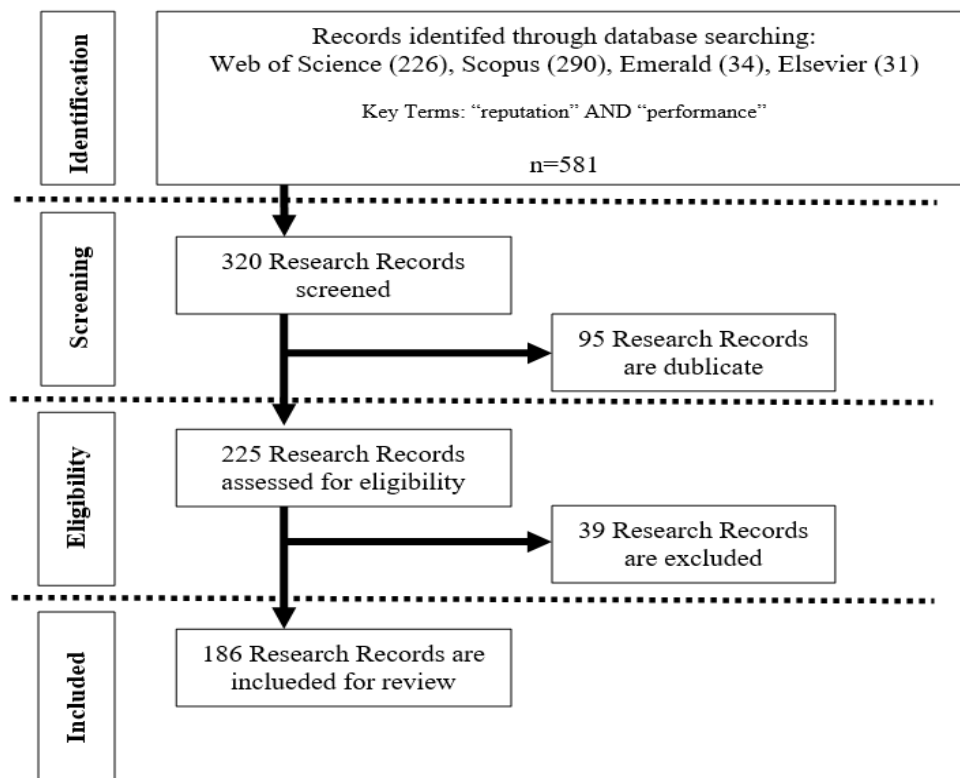 Identification
Records identifed through database searching:
Web of Science (226), Scopus (290), Emerald (34), Elsevier (31)
Key Terms: “reputation” AND “performance”
n=581
Screening
320 Research Records
screened
95 Research Records
are dublicate
Eligibility
225 Research Records
assessed for eligibility
39 Research Records
are excluded
Included
186 Research Records are
inclueded for review